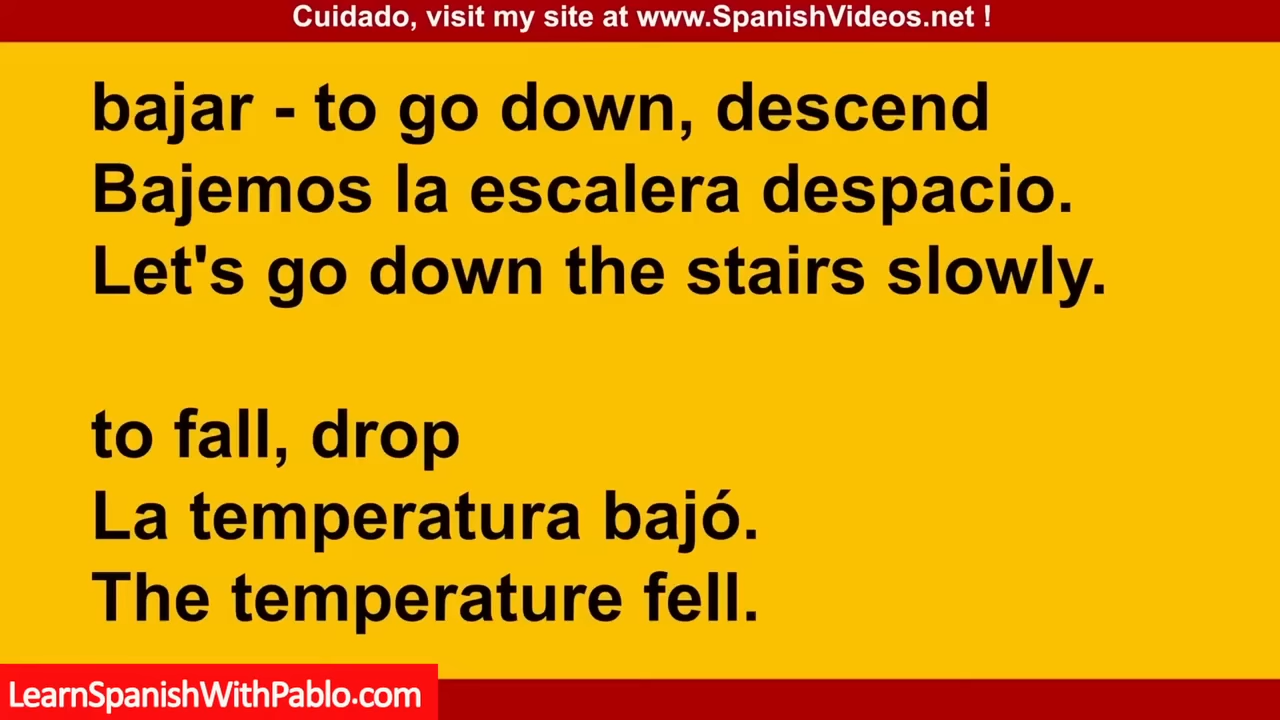 Cuidado, visit my site at www.SpanishVideos.net !
bajar - to go down, descend
Bajemos la escalera despacio.
Let's go down the stairs slowly.
to fall, drop
La temperatura bajó.
The temperature fell.
LearnSpanishWithPablo.com